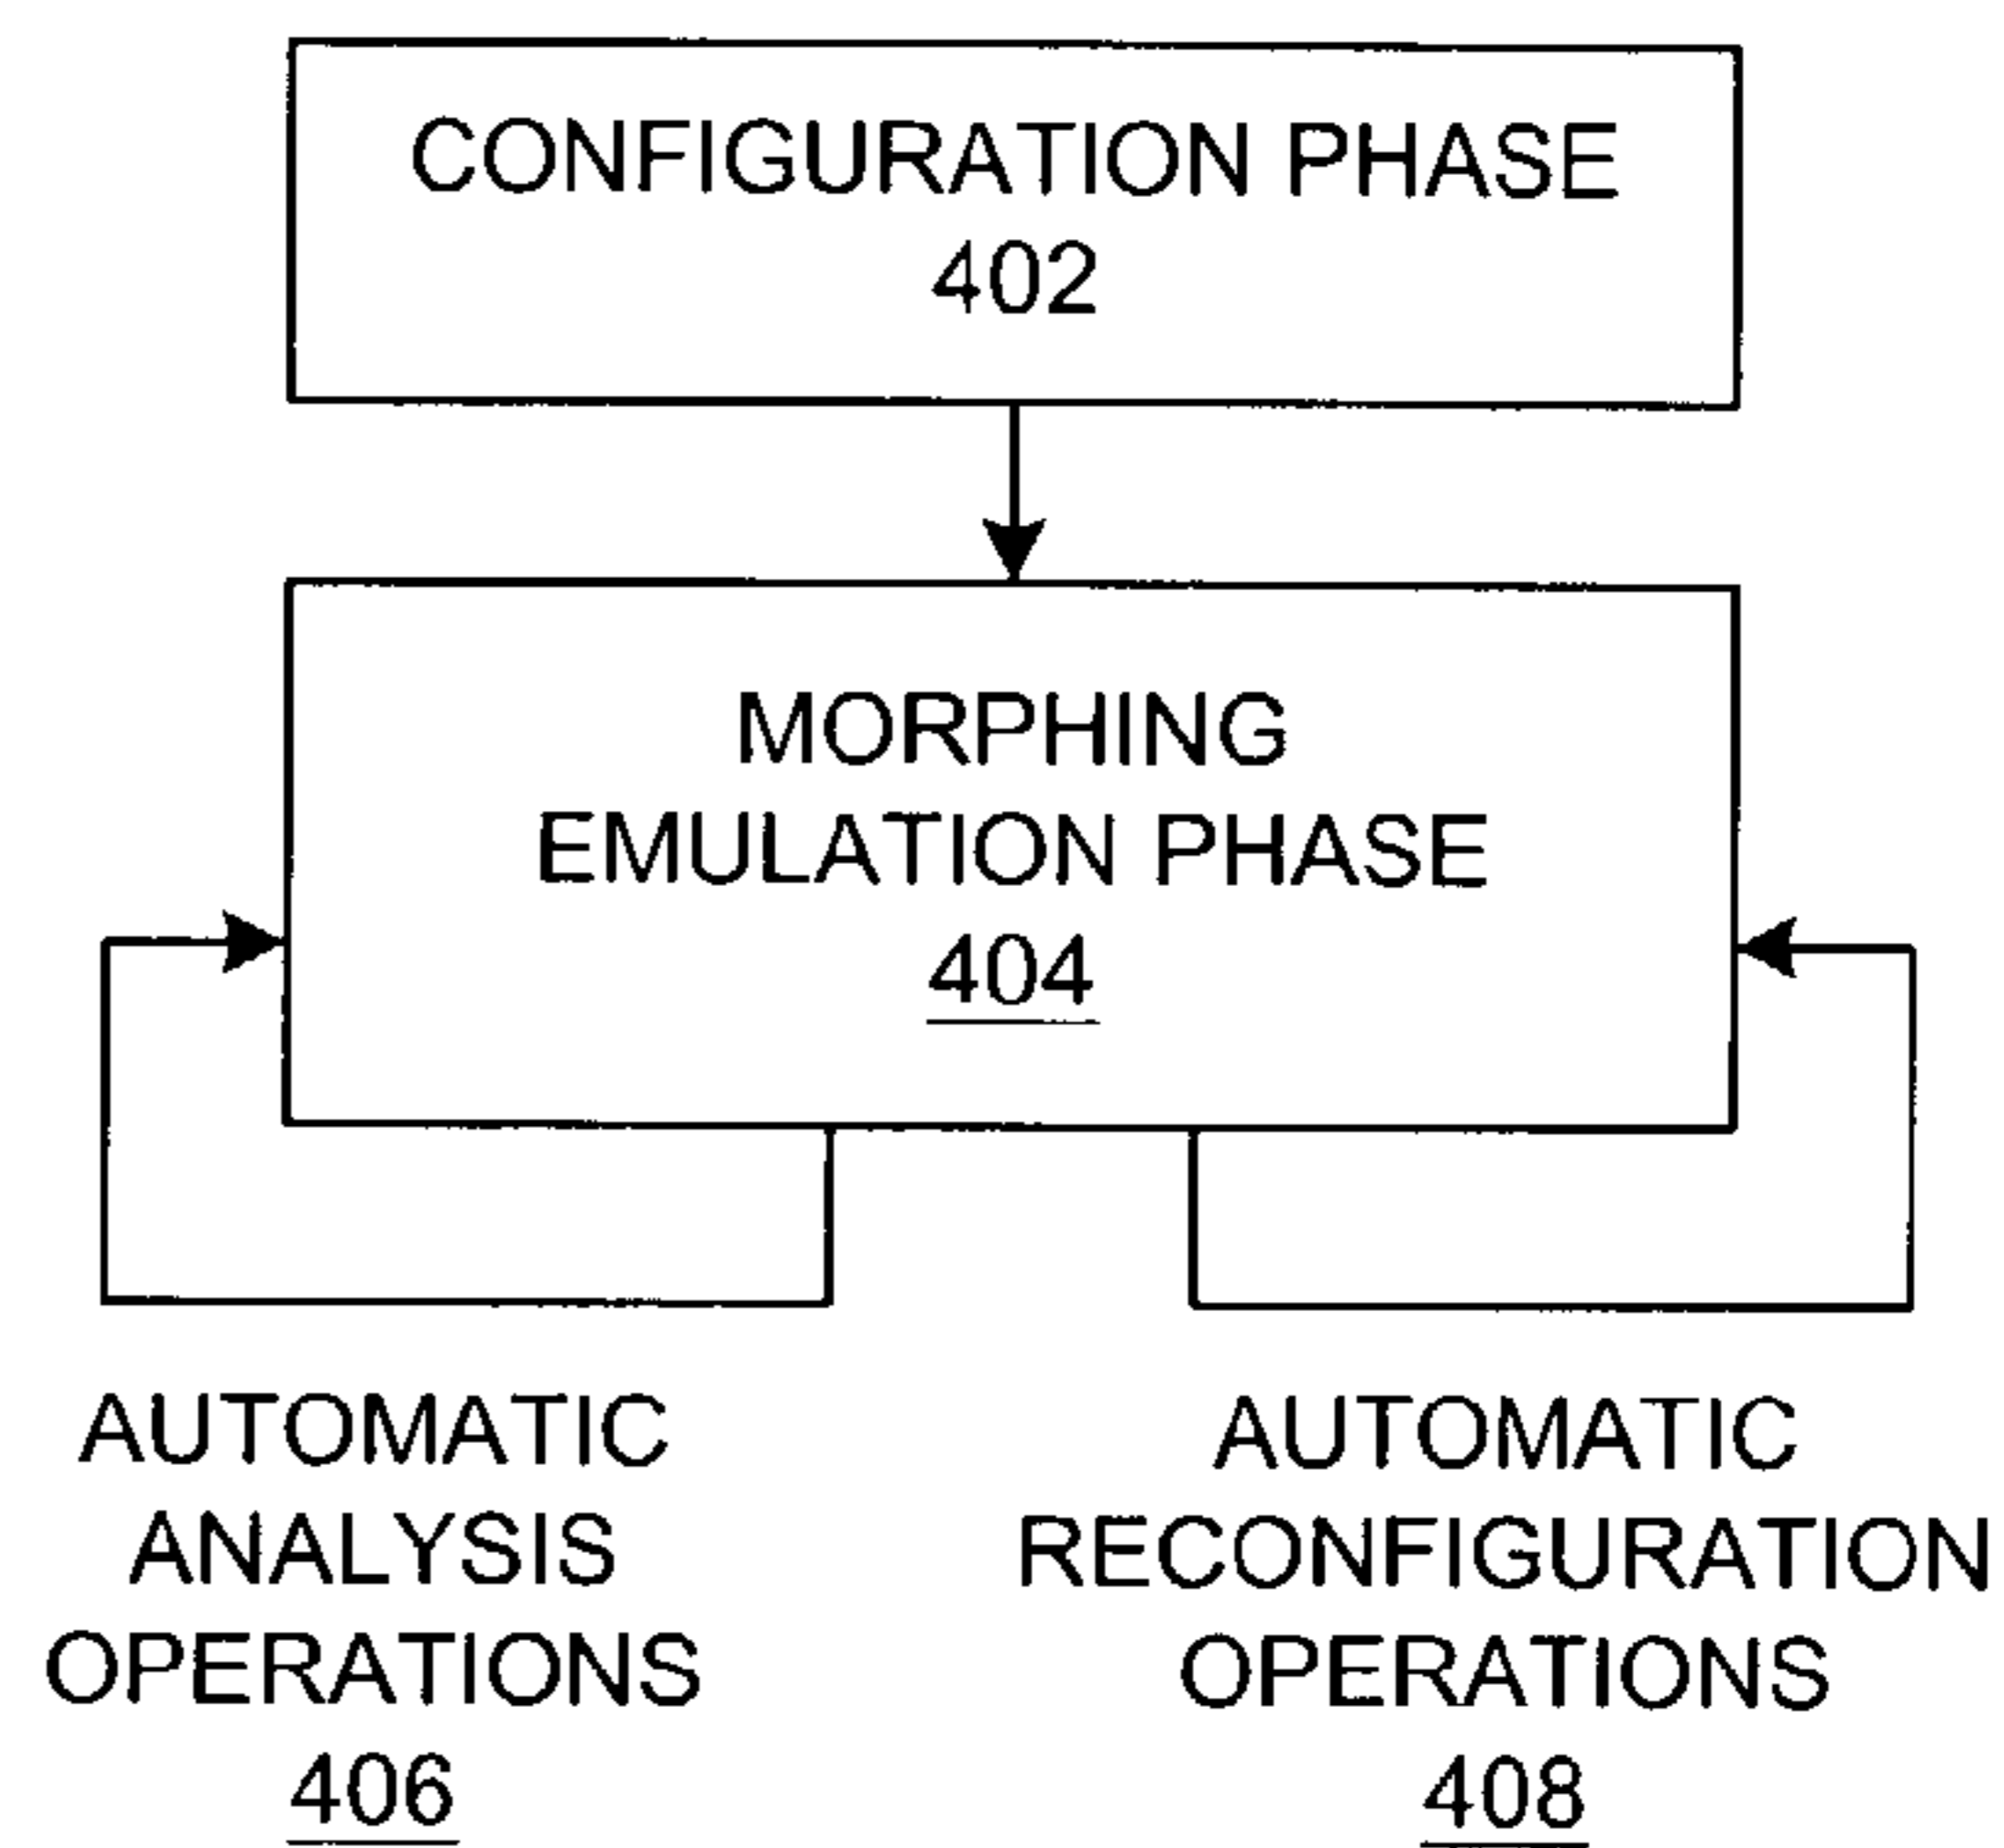 CONFIGURATION PHASE
402
MORPHING
EMULATION PHASE
404
AUTOMATIC
ANALYSIS
OPERATIONS
406
AUTOMATIC
RECONFIGURATION
OPERATIONS
408